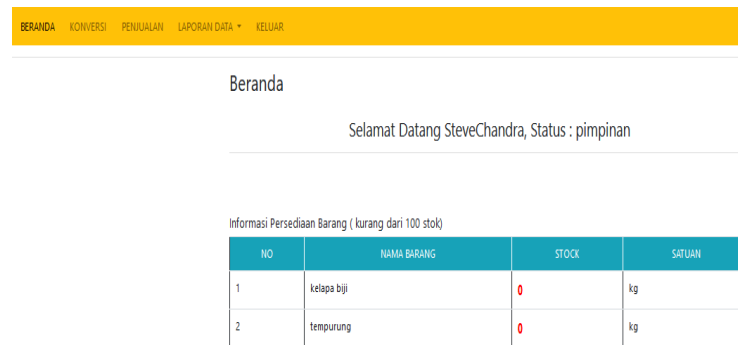 BERANDA KONVERSI PENJUALAN LAPORAN DATA KELUAR
Beranda
Selamat Datang SteveChandra, Status : pimpinan
Informasi Persediaan Barang ( kurang dari 100 stok)
NO NAMA BARANG STOCK SATUAN
1 kelapa biji 0 kg
2 tempurung 0 kg